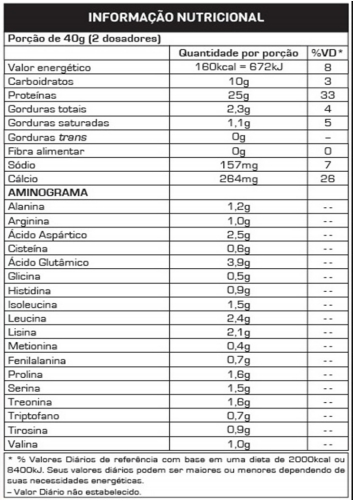 INFORMAÇÃO NUTRICIONAL
Porção de 40g (2 dosadores)
Quantidade por porção %VD*
Valor energético 160kcal = 672kJ 8
Carboidratos 10g 3
Proteínas 25g 33
Gorduras totais 2,3g 4
Gorduras saturadas 1,1g 5
Gorduras trans 0g –
Fibra alimentar 0g 0
Sódio 157mg 7
Cálcio 264mg 26
AMINOGRAMA
Alanina 1,2g --
Arginina 1,0g --
Ácido Aspártico 2,5g --
Cisteína 0,6g --
Ácido Glutâmico 3,9g --
Glicina 0,5g --
Histidina 0,9g --
Isoleucina 1,5g --
Leucina 2,4g --
Lisina 2,1g --
Metionina 0,4g --
Fenilalanina 0,7g --
Prolina 1,6g --
Serina 1,5g --
Treonina 1,6g --
Triptofano 0,7g --
Tirosina 0,9g --
Valina 1,0g --
* % Valores Diários de referência com base em uma dieta de 2000kcal ou
8400kJ. Seus valores diários podem ser maiores ou menores dependendo de
suas necessidades energéticas.
– Valor Diário não estabelecido.